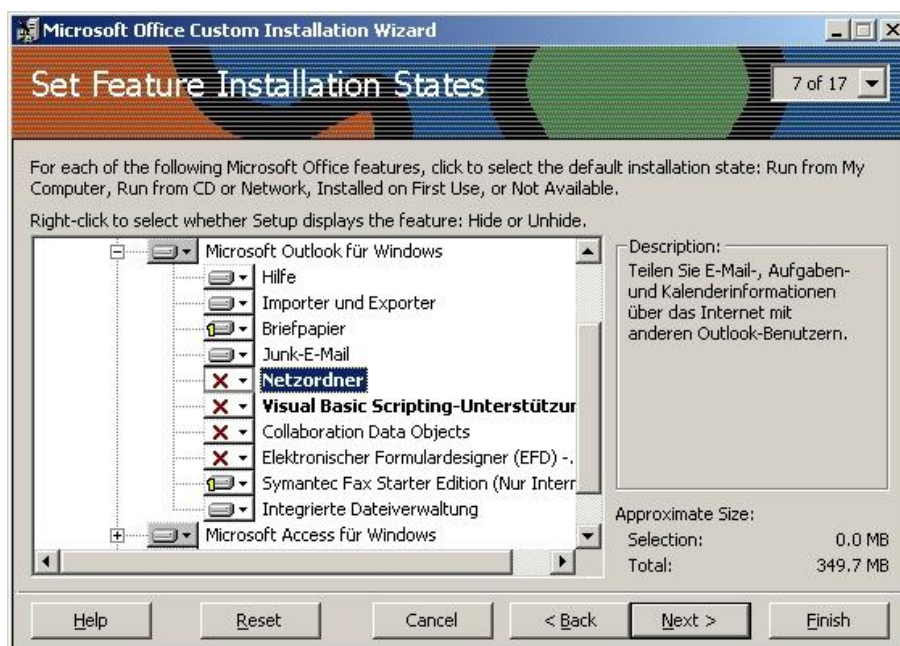 Microsoft Office Custom Installation Wizard
Set Feature Installation States
7 of 17
For each of the following Microsoft Office features, click to select the default installation state: Run from My
Computer, Run from CD or Network, Installed on First Use, or Not Available.
Right-click to select whether Setup displays the feature: Hide or Unhide.
Microsoft Outlook für Windows
Hilfe
Importer und Exporter
Briefpapier
Junk-E-Mail
Netzordner
Visual Basic Scripting-Unterstützur
Collaboration Data Objects
Elektronischer Formulardesigner (EFD) -.
Symantec Fax Starter Edition (Nur Intern
Integrierte Dateiverwaltung
Microsoft Access für Windows
Description:
Teilen Sie E-Mail-, Aufgaben-
und Kalenderinformationen
über das Internet mit
anderen Outlook-Benutzern.
Approximate Size:
Selection: 0.0 MB
Total: 349.7 MB
Help
Reset
Cancel
< Back
Next >
Finish